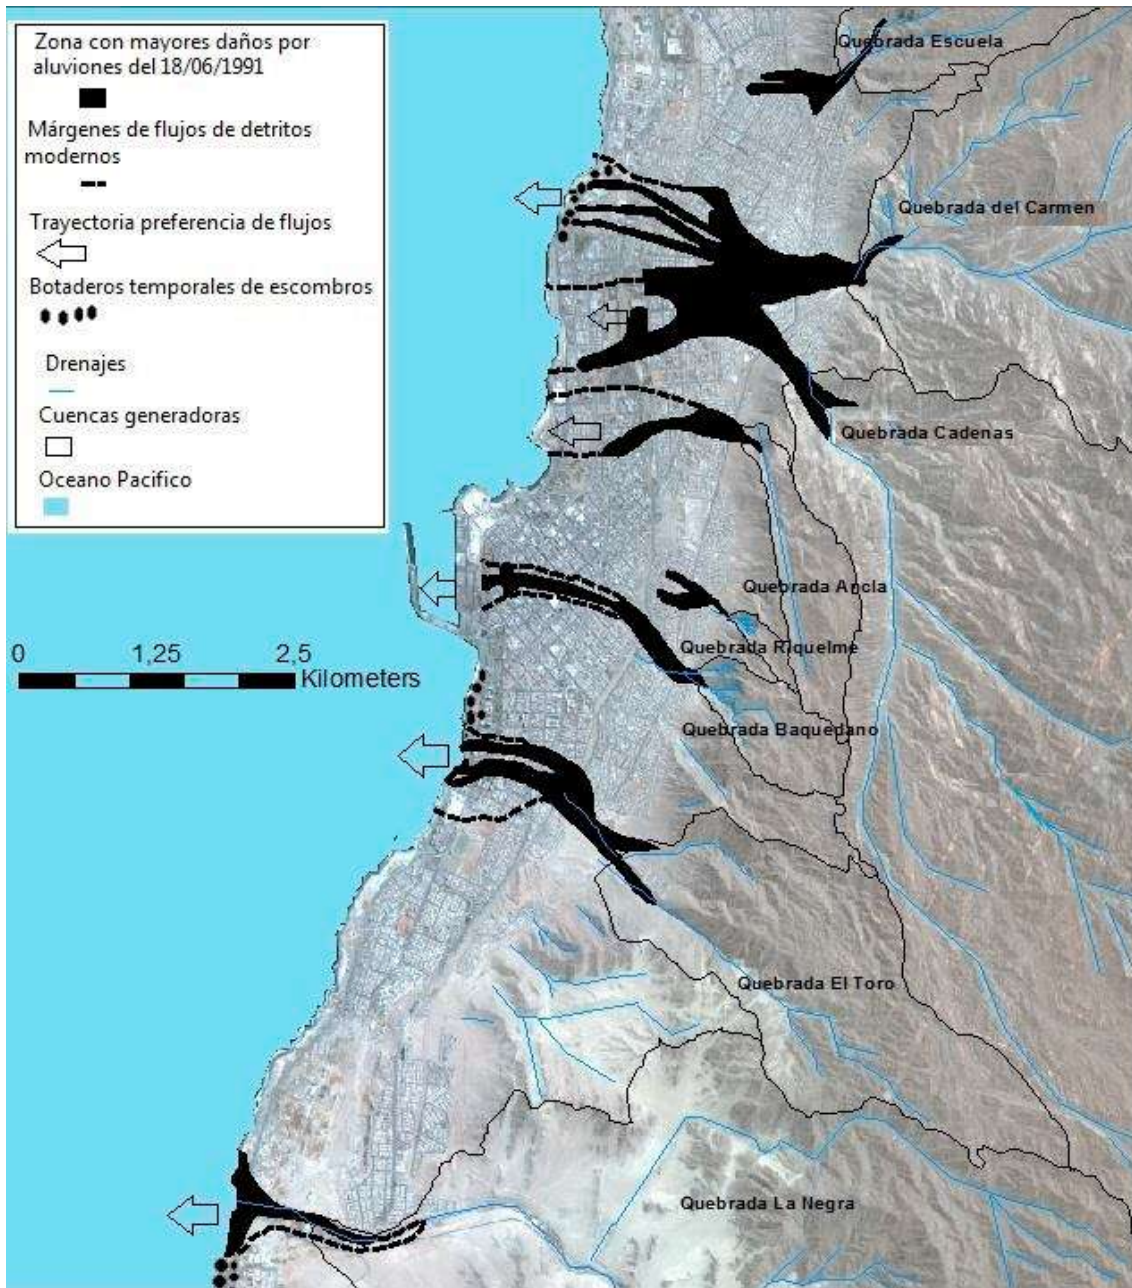 Zona con mayores daños por
aluviones del 18/06/1991
Márgenes de flujos de detritos
modernos
Trayectoria preferencia de flujos
Botaderos temporales de escombros
Drenajes
Cuencas generadoras
Oceano Pacifico
Quebrada Escuela
Quebrada del Carmen
Quebrada Cadenas
Quebrada Ancla
Quebrada Riquelme
0 1,25 2,5
Kilometers
Quebrada Baquedano
Quebrada El Toro
Quebrada La Negra